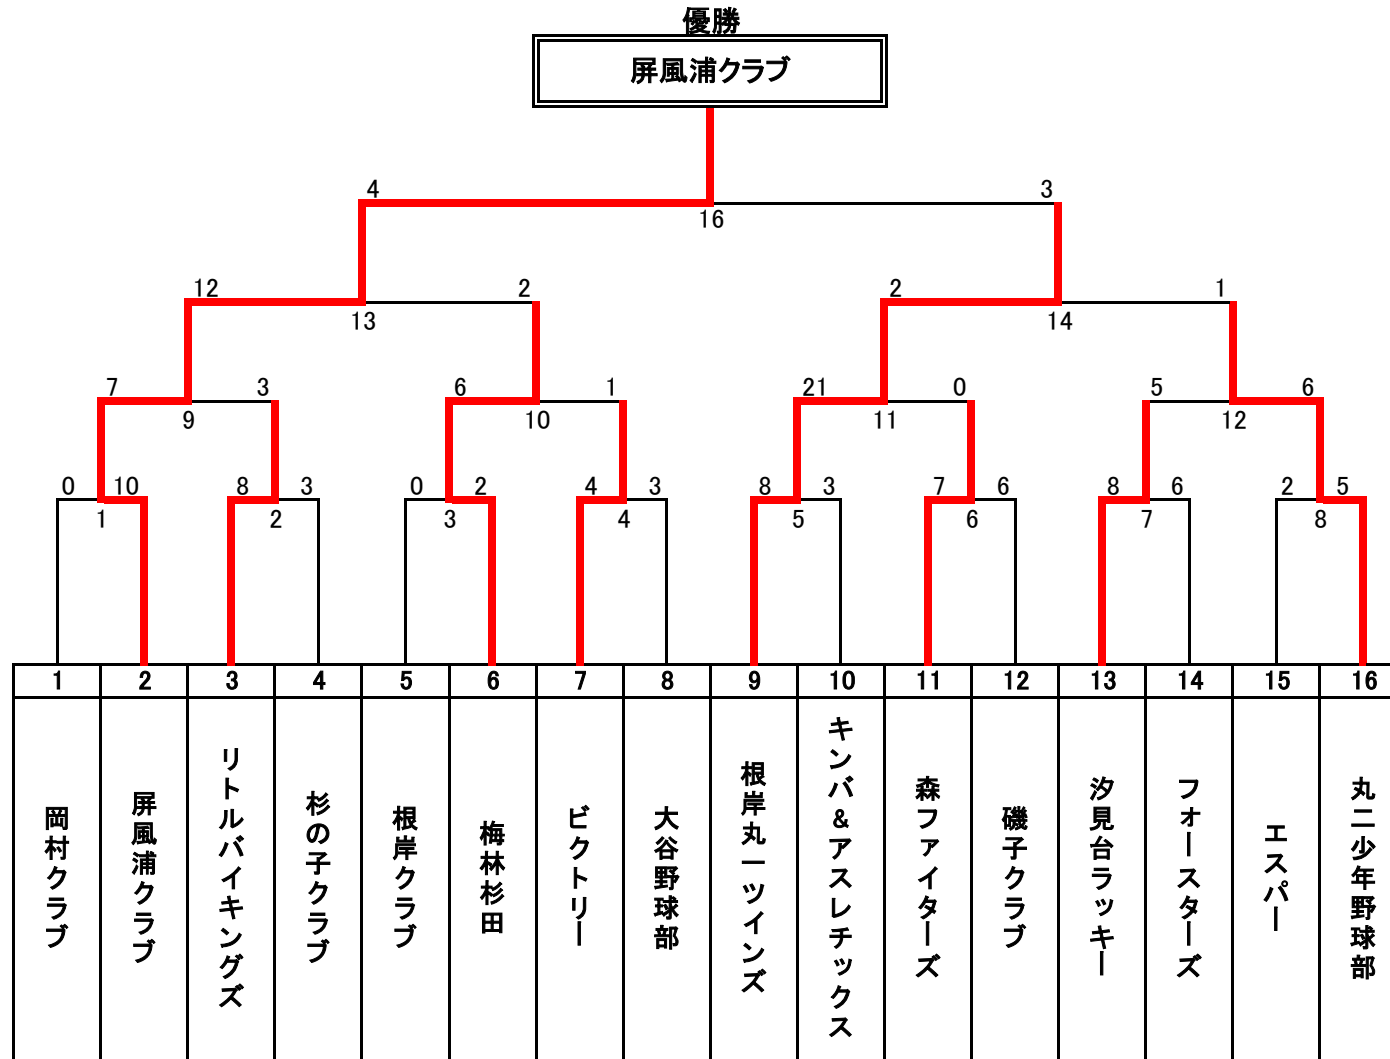 優勝
屏風浦クラブ
4 3
16
12 2 2 1
13 14
7 3 6 1 21 0 5 6
9 10 11 12
0 10 8 3 0 2 4 3 8 3 7 6 8 6 2 5
1 2 3 4 5 6 7 8
1 2 3 4 5 6 7 8 9 10 11 12 13 14 15 16
岡村クラブ
屏風浦クラブ
リトルバイキングズ
杉の子クラブ
根岸クラブ
梅林杉田
ビクトリー
大谷野球部
根岸丸一ツインズ
キンバ&アスレチックス
森ファイターズ
磯子クラブ
汐見台ラッキー
フォースターズ
エスパー
丸二少年野球部